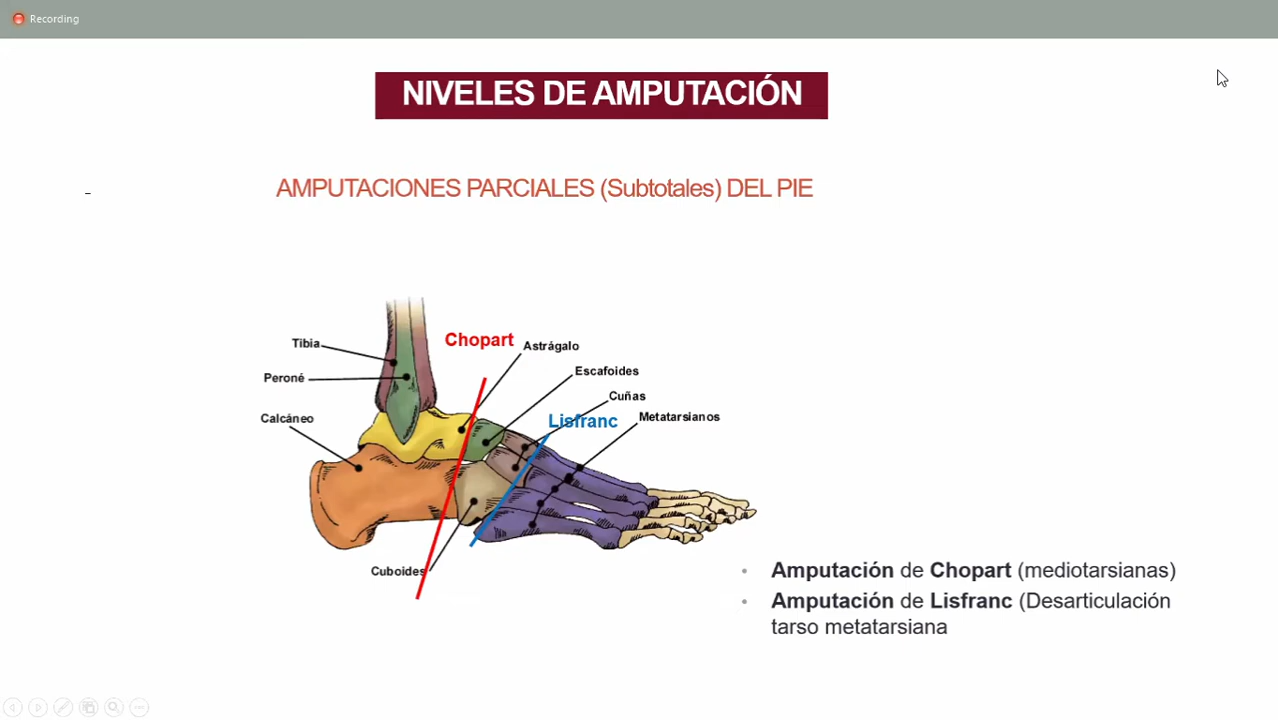 Recording
NIVELES DE AMPUTACIÓN
-
AMPUTACIONES PARCIALES (Subtotales) DEL PIE
Tibia
Chopart
Astrágalo
Peroné
Escafoides
Cuñas
Calcáneo
Lisfranc
Metatarsianos
Cuboides
• Amputación de Chopart (mediotarsianas)
• Amputación de Lisfranc (Desarticulación
tarso metatarsiana